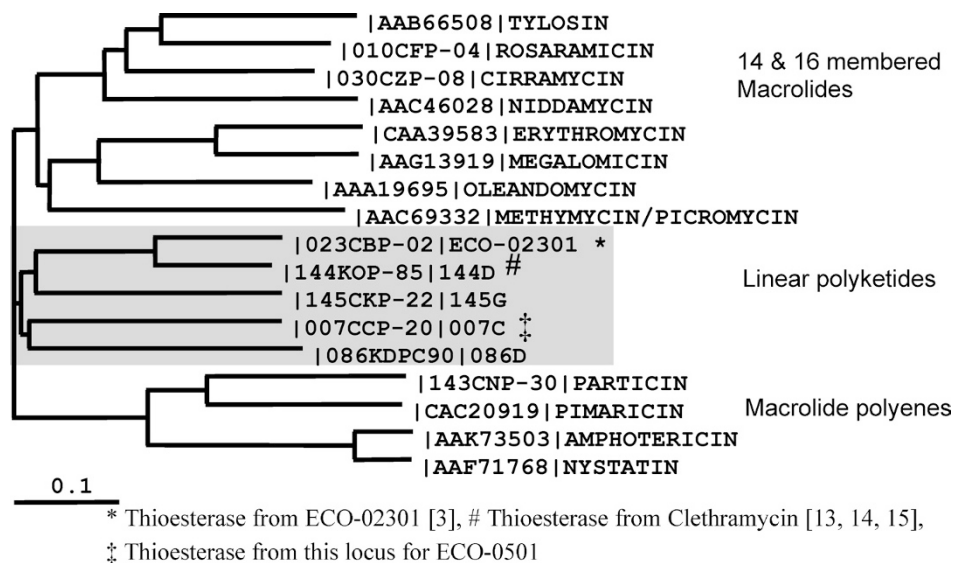 |AAB66508|TYLOSIN
|010CFP-04|ROSARAMICIN
|030CZP-08|CIRRAMYCIN
|AAC46028|NIDDAMYCIN
14 & 16 membered
Macrolides
|CAA39583|ERYTHROMYCIN
|AAG13919|MEGALOMICIN
|AAA19695|OLEANDOMYCIN
|AAC69332|METHYMYCIN/PICROMYCIN
|023CBP-02|ECO-02301 *
|144KOP-85|144D #
|145CKP-22|145G
|007CCP-20|007C ‡
|086KDPC90|086D
Linear polyketides
|143CNP-30|PARTICIN
|CAC20919|PIMARICIN
|AAK73503|AMPHOTERICIN
|AAF71768|NYSTATIN
Macrolide polyenes
0.1
* Thioesterase from ECO-02301 [3], # Thioesterase from Clethramycin [13, 14, 15],
‡ Thioesterase from this locus for ECO-0501